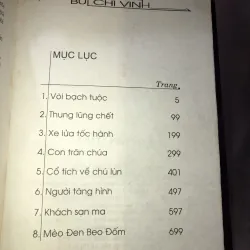 BÙI CHÍ VINH
MỤC LỤC
Trang
1. Vòi bạch tuộc 5
2. Thung lũng chết 99
3. Xe lửa tốc hành 199
4. Con trăn chúa 299
5. Cổ tích về chú lùn 401
6. Người tàng hình 497
7. Khách sạn ma 597
8. Mèo Đen Beo Đốm 699